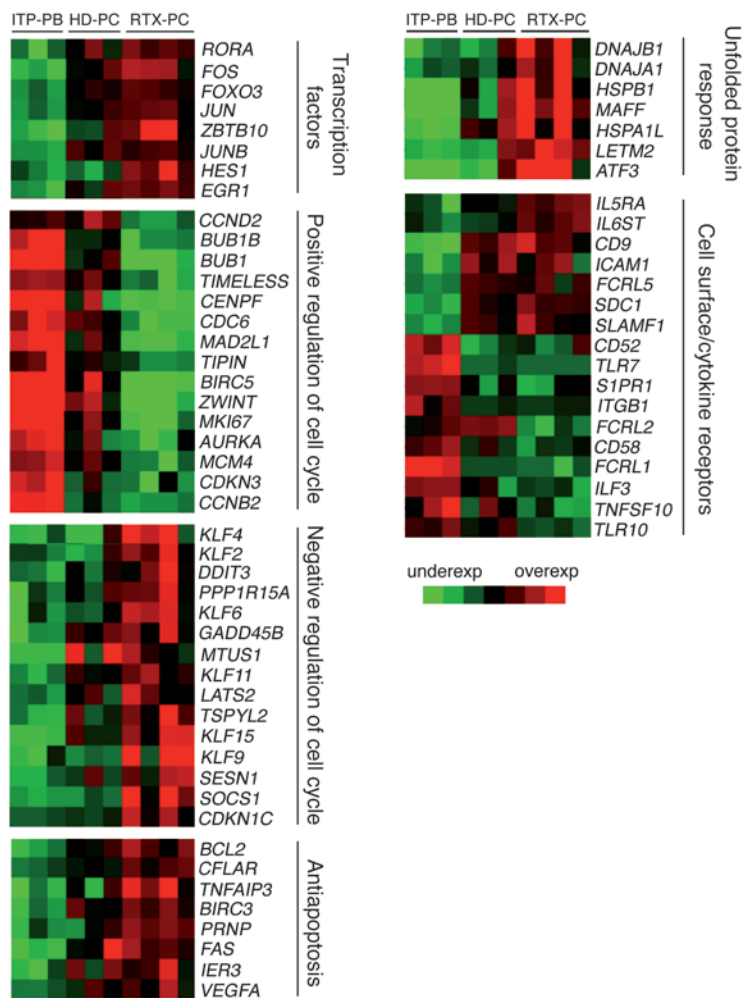 ITP-PB HD-PC RTX-PC
RORA
FOS
FOXO3
JUN
ZBTB10
JUNB
HES1
EGR1
Transcription
factors
CCND2
BUB1B
BUB1
TIMELESS
CENPF
CDC6
MAD2L1
TIPIN
BIRC5
ZWINT
MKI67
AURKA
MCM4
CDKN3
CCNB2
Positive regulation of cell cycle
KLF4
KLF2
DDIT3
PPP1R15A
KLF6
GADD45B
MTUS1
KLF11
LATS2
TSPYL2
KLF15
KLF9
SESN1
SOCS1
CDKN1C
Negative regulation of cell cycle
BCL2
CFLAR
TNFAIP3
BIRC3
PRNP
FAS
IER3
VEGFA
Antiapoptosis
ITP-PB HD-PC RTX-PC
DNAJB1
DNAJA1
HSPB1
MAFF
HSPA1L
LETM2
ATF3
Unfolded protein
response
IL5RA
IL6ST
CD9
ICAM1
FCRL5
SDC1
SLAMF1
CD52
TLR7
S1PR1
ITGB1
FCRL2
CD58
FCRL1
ILF3
TNFSF10
TLR10
Cell surface/cytokine
receptors
underexp overexp